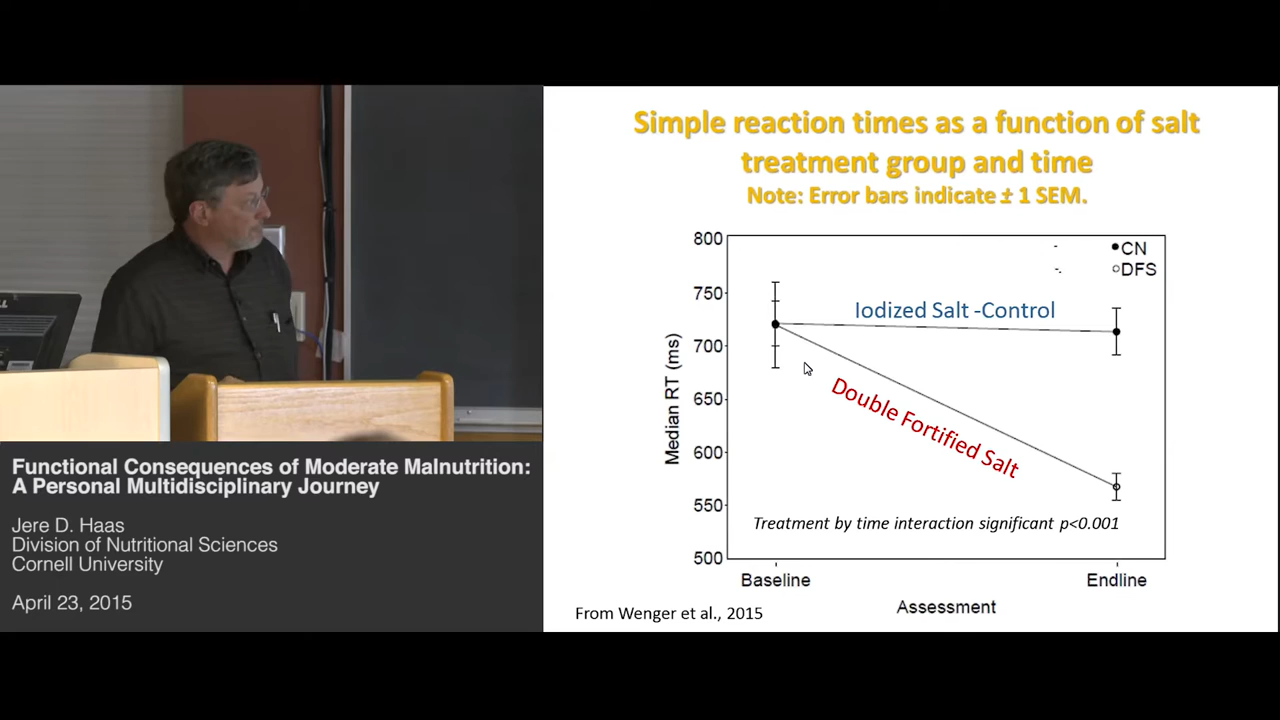 Simple reaction times as a function of salt
treatment group and time
Note: Error bars indicate ± 1 SEM.
800
750
700
650
600
550
500
Median RT (ms)
CN
DFS
Iodized Salt -Control
Double Fortified Salt
Treatment by time interaction significant p<0.001
Baseline
Endline
Assessment
From Wenger et al., 2015
Functional Consequences of Moderate Malnutrition:
A Personal Multidisciplinary Journey
Jere D. Haas
Division of Nutritional Sciences
Cornell University
April 23, 2015